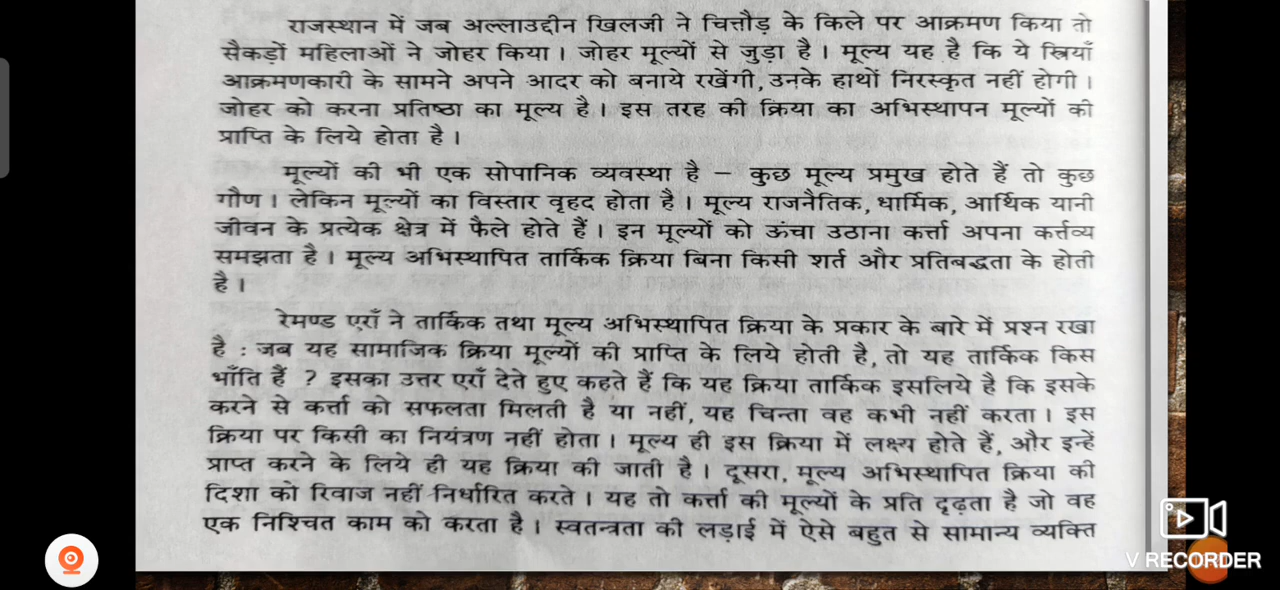 राजस्थान में जब अल्लाउद्दीन खिलजी ने चित्तौड़ के किले पर आक्रमण किया तो
सैकड़ों महिलाओं ने जोहर किया । जोहर मूल्यों से जुड़ा है । मूल्य यह है कि ये स्त्रियाँ
आक्रमणकारी के सामने अपने आदर को बनाये रखेंगी, उनके हाथों निरस्कृत नहीं होगी ।
जोहर को करना प्रतिष्ठा का मूल्य है । इस तरह की क्रिया का अभिस्थापन मूल्यों की
प्राप्ति के लिये होता है ।
मूल्यों की भी एक सोपानिक व्यवस्था है – कुछ मूल्य प्रमुख होते हैं तो कुछ
गौण । लेकिन मूल्यों का विस्तार वृहद होता है । मूल्य राजनैतिक, धार्मिक, आर्थिक यानी
जीवन के प्रत्येक क्षेत्र में फैले होते हैं । इन मूल्यों को ऊंचा उठाना कर्त्ता अपना कर्त्तव्य
समझता है । मूल्य अभिस्थापित तार्किक क्रिया बिना किसी शर्त और प्रतिबद्धता के होती
है ।
रेमण्ड एराँ ने तार्किक तथा मूल्य अभिस्थापित क्रिया के प्रकार के बारे में प्रश्न रखा
है : जब यह सामाजिक क्रिया मूल्यों की प्राप्ति के लिये होती है, तो यह तार्किक किस
भाँति हैं ? इसका उत्तर एराँ देते हुए कहते हैं कि यह क्रिया तार्किक इसलिये है कि इसके
करने से कर्त्ता को सफलता मिलती है या नहीं, यह चिन्ता वह कभी नहीं करता । इस
क्रिया पर किसी का नियंत्रण नहीं होता । मूल्य ही इस क्रिया में लक्ष्य होते हैं, और इन्हें
प्राप्त करने के लिये ही यह क्रिया की जाती है । दूसरा, मूल्य अभिस्थापित क्रिया की
दिशा को रिवाज नहीं निर्धारित करते । यह तो कर्त्ता की मूल्यों के प्रति दृढ़ता है जो वह
एक निश्चित काम को करता है । स्वतन्त्रता की लड़ाई में ऐसे बहुत से सामान्य व्यक्ति
V RECORDER